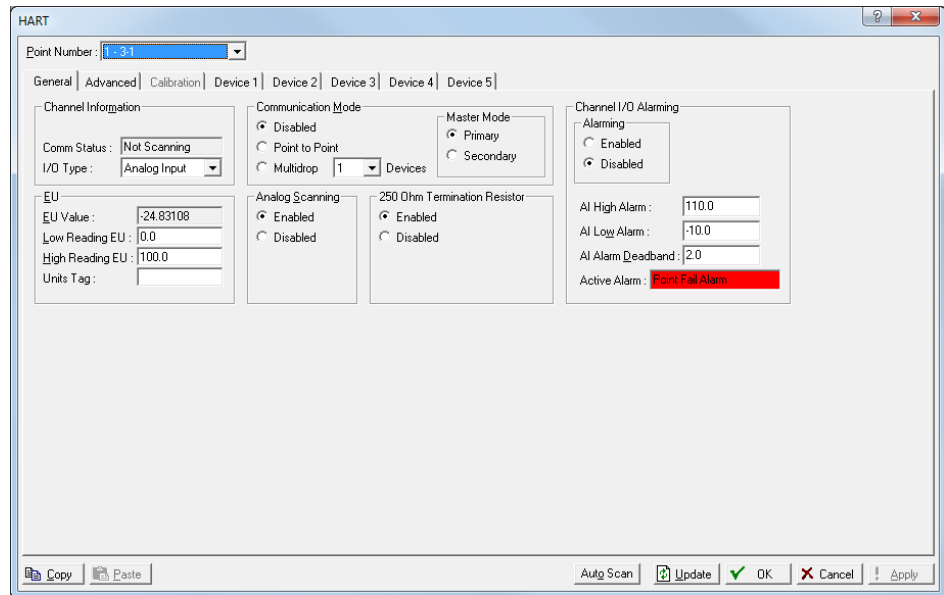 HART
Point Number : 1 - 3-1
General Advanced Calibration Device 1 Device 2 Device 3 Device 4 Device 5
Channel Information
Comm Status : Not Scanning
I/O Type : Analog Input
Communication Mode
Disabled
Point to Point
Multidrop 1 Devices
Master Mode
Primary
Secondary
Channel I/O Alarming
Alarming
Enabled
Disabled
AI High Alarm : 110.0
AI Low Alarm : -10.0
AI Alarm Deadband : 2.0
Active Alarm : Point Fail Alarm
EU
EU Value : -24.83108
Low Reading EU : 0.0
High Reading EU : 100.0
Units Tag :
Analog Scanning
Enabled
Disabled
250 Ohm Termination Resistor
Enabled
Disabled
Copy Paste Auto Scan Update OK Cancel ! Apply